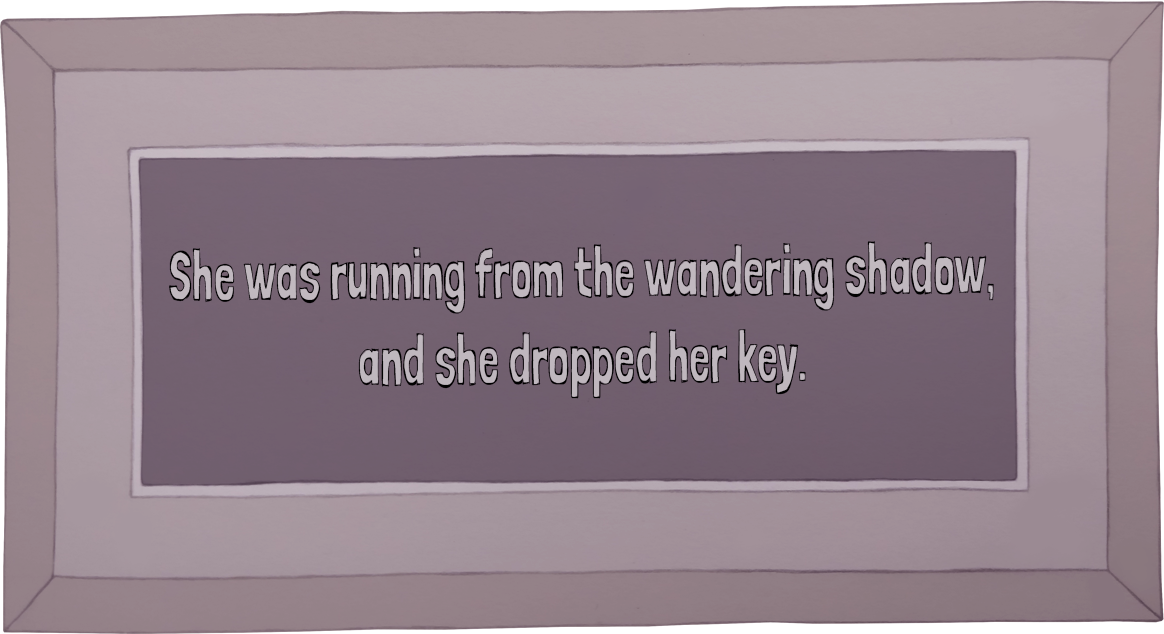 She was running from the wandering shadow,
and she dropped her key.